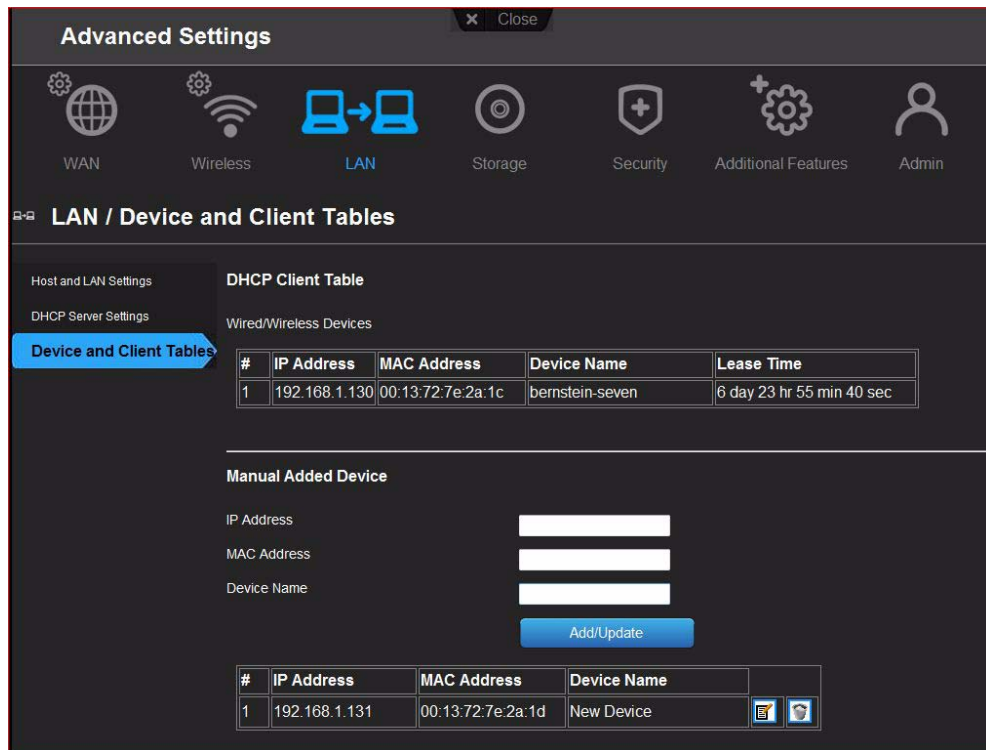 Close
Advanced Settings
WAN Wireless LAN Storage Security Additional Features Admin
LAN / Device and Client Tables
Host and LAN Settings
DHCP Server Settings
Device and Client Tables
DHCP Client Table
Wired/Wireless Devices
# IP Address MAC Address Device Name Lease Time
1 192.168.1.130 00:13:72:7e:2a:1c bernstein-seven 6 day 23 hr 55 min 40 sec
Manual Added Device
IP Address
MAC Address
Device Name
Add/Update
# IP Address MAC Address Device Name
1 192.168.1.131 00:13:72:7e:2a:1d New Device